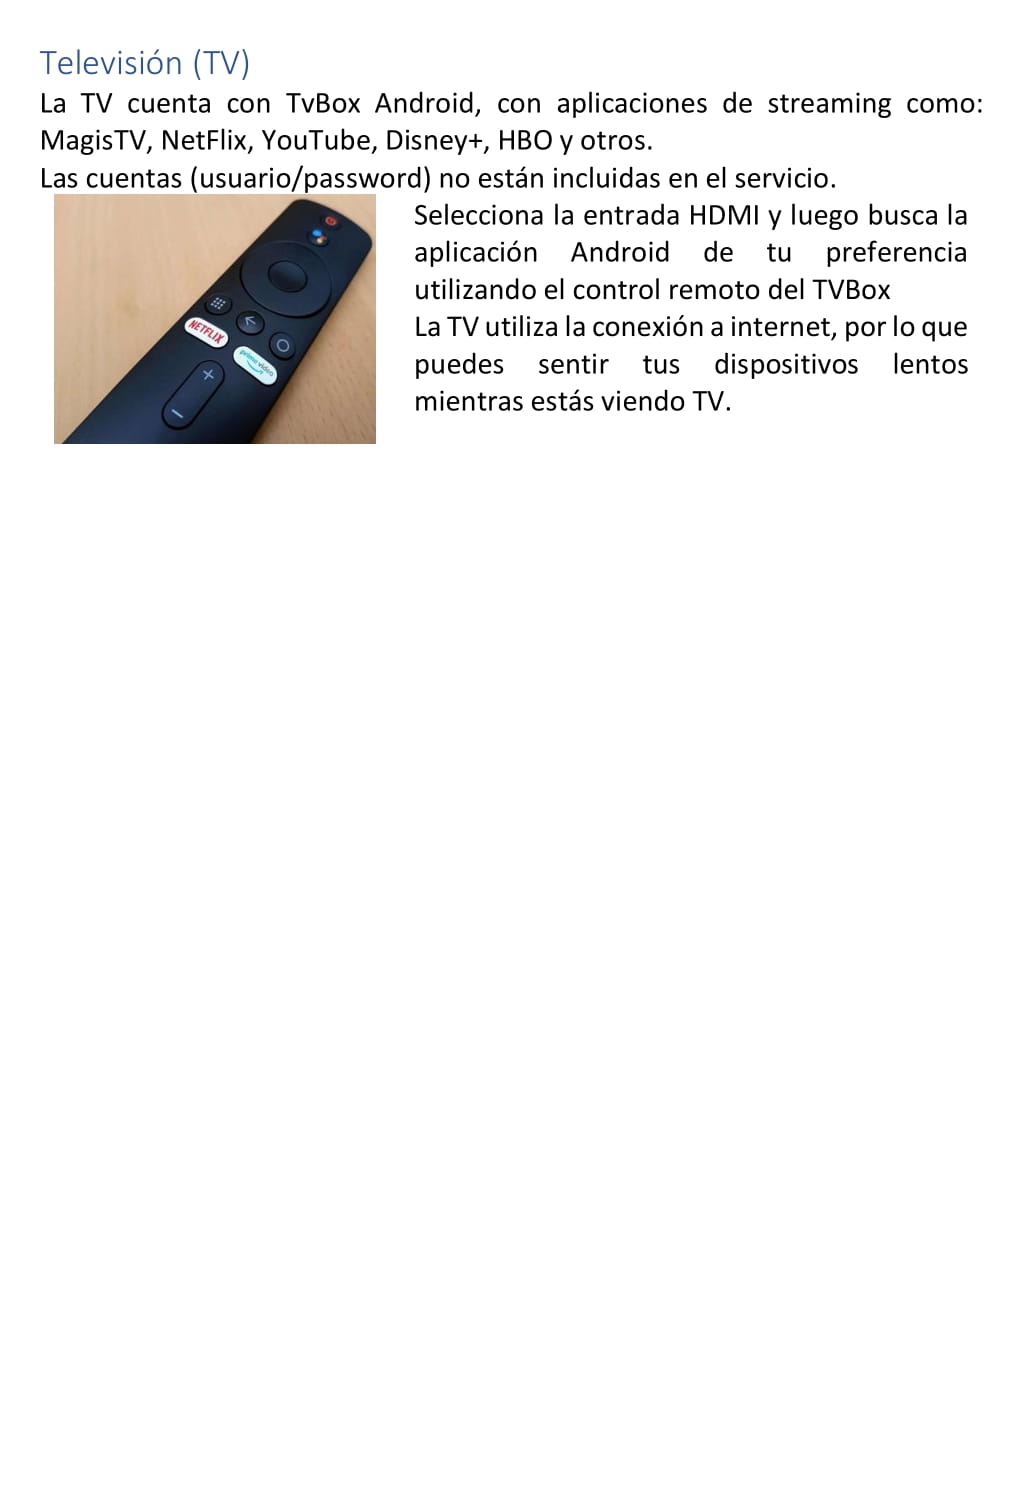 Televisión (TV)
La TV cuenta con TvBox Android, con aplicaciones de streaming como:
MagisTV, NetFlix, YouTube, Disney+, HBO y otros.
Las cuentas (usuario/password) no están incluidas en el servicio.
Selecciona la entrada HDMI y luego busca la
aplicación Android de tu preferencia
utilizando el control remoto del TVBox
La TV utiliza la conexión a internet, por lo que
puedes sentir tus dispositivos lentos
mientras estás viendo TV.
NETFLIX
prime video